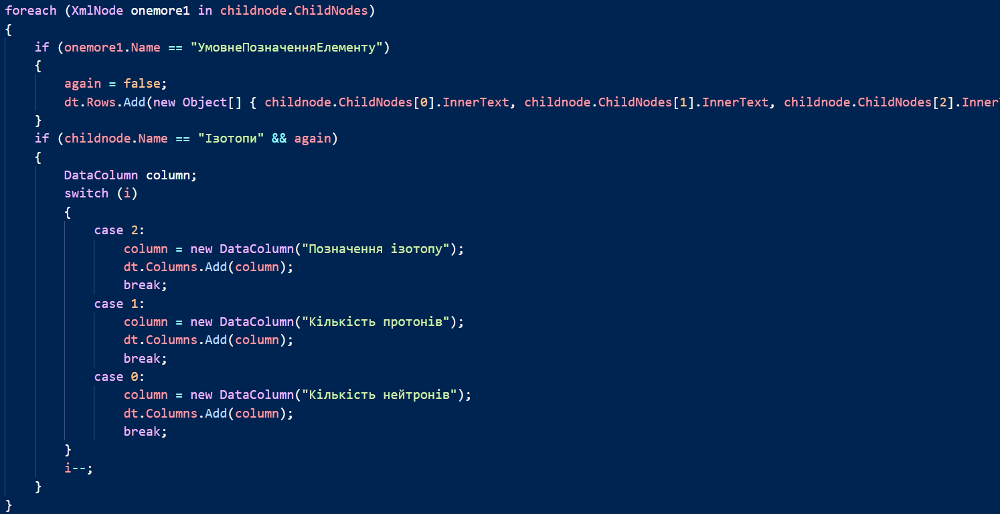 foreach (XmlNode onemore1 in childnode.ChildNodes)
{
if (onemore1.Name == "УмовнеПозначенняЕлементу")
{
again = false;
dt.Rows.Add(new Object[] { childnode.ChildNodes[0].InnerText, childnode.ChildNodes[1].InnerText, childnode.ChildNodes[2].Inner
}
if (childnode.Name == "Ізотопи" && again)
{
DataColumn column;
switch (i)
{
case 2:
column = new DataColumn("Позначення ізотопу");
dt.Columns.Add(column);
break;
case 1:
column = new DataColumn("Кількість протонів");
dt.Columns.Add(column);
break;
case 0:
column = new DataColumn("Кількість нейтронів");
dt.Columns.Add(column);
break;
}
i--;
}
}